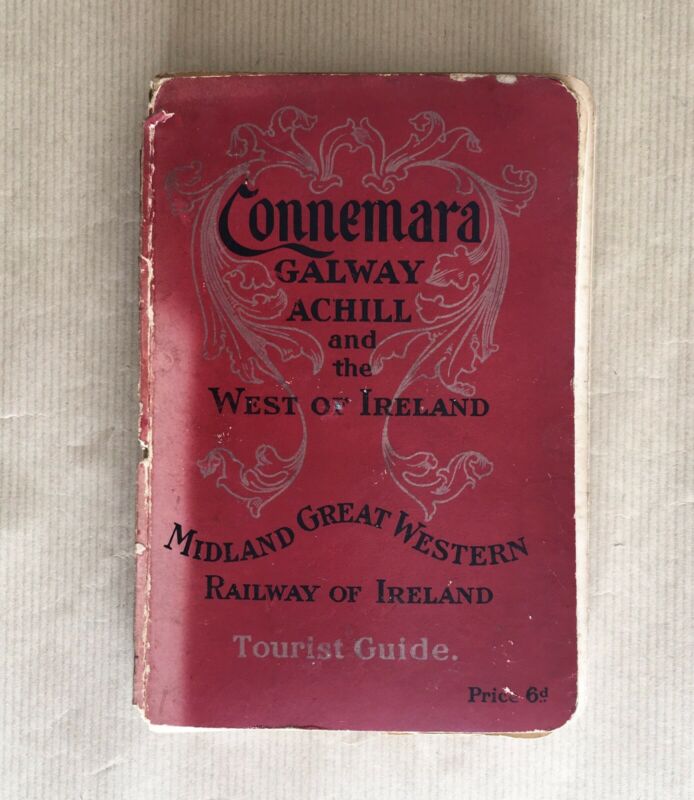 Connemara
GALWAY
ACHILL
and
the
WEST OF IRELAND
MIDLAND GREAT WESTERN
RAILWAY OF IRELAND
Tourist Guide.
Price 6d